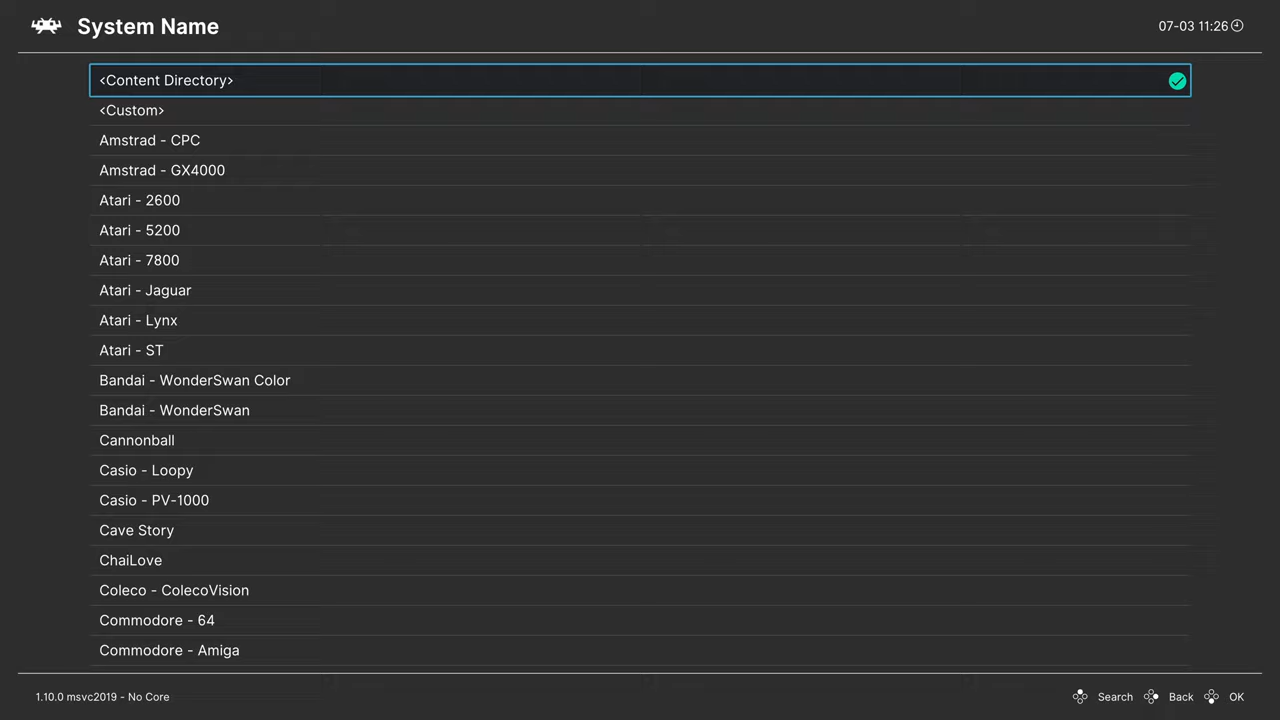 System Name
07-03 11:26
<Content Directory>
<Custom>
Amstrad - CPC
Amstrad - GX4000
Atari - 2600
Atari - 5200
Atari - 7800
Atari - Jaguar
Atari - Lynx
Atari - ST
Bandai - WonderSwan Color
Bandai - WonderSwan
Cannonball
Casio - Loopy
Casio - PV-1000
Cave Story
ChaiLove
Coleco - ColecoVision
Commodore - 64
Commodore - Amiga
1.10.0 msvc2019 - No Core
Search Back OK